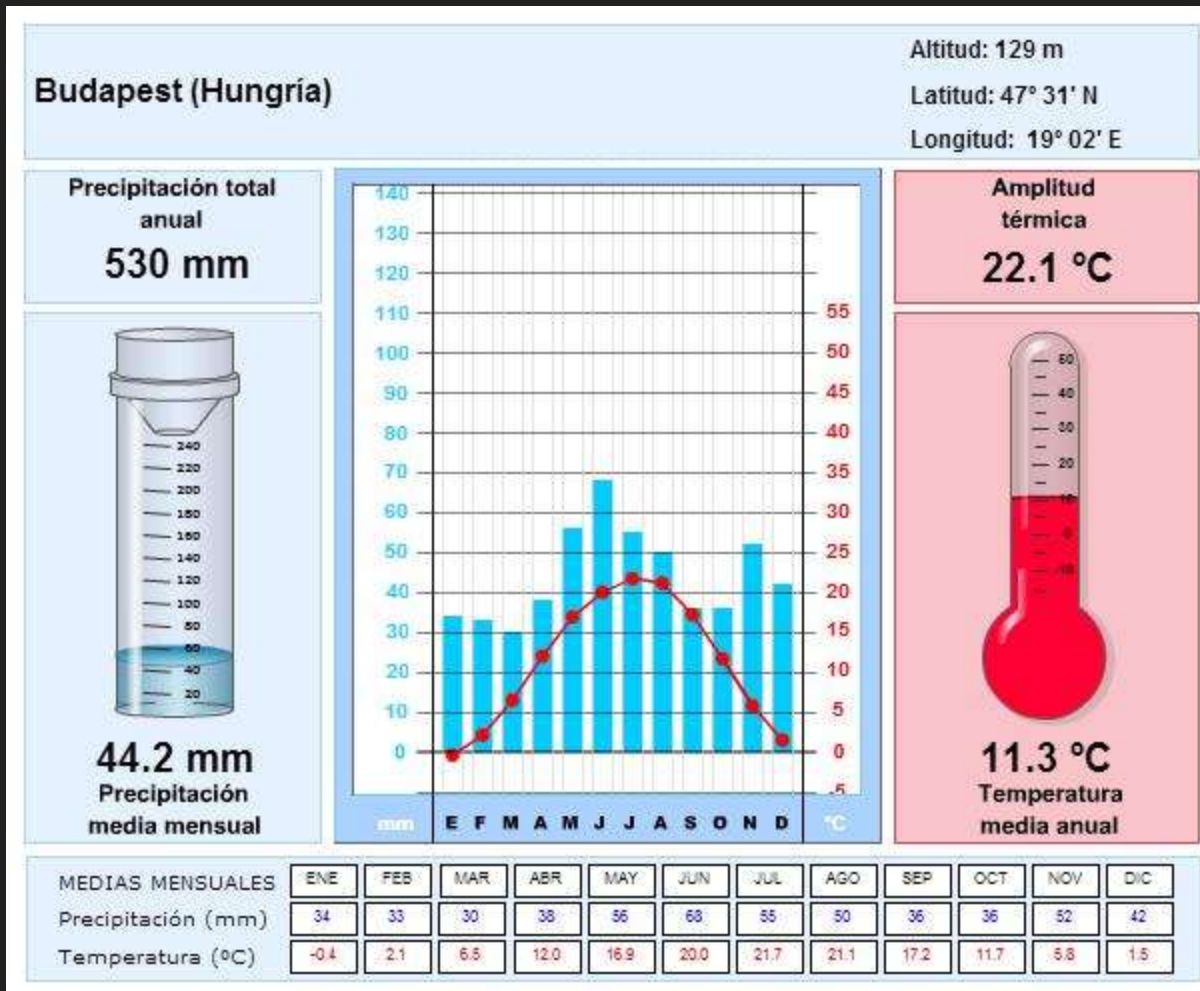 Budapest (Hungría)
Altitud: 129 m
Latitud: 47° 31' N
Longitud: 19° 02' E
Precipitación total
anual
530 mm
240
220
200
180
160
140
120
100
80
60
40
20
44.2 mm
Precipitación
media mensual
140
130
120
110
100
90
80
70
60
50
40
30
20
10
0
mm
E F M A M J J A S O N D
55
50
45
40
35
30
25
20
15
10
5
0
-5
°C
Amplitud
térmica
22.1 ºC
50
40
30
20
10
0
-10
11.3 ºC
Temperatura
media anual
MEDIAS MENSUALES ENE FEB MAR ABR MAY JUN JUL AGO SEP OCT NOV DIC
Precipitación (mm) 34 33 30 38 56 68 55 50 36 36 52 42
Temperatura (ºC) -0.4 2.1 6.5 12.0 16.9 20.0 21.7 21.1 17.2 11.7 5.8 1.5